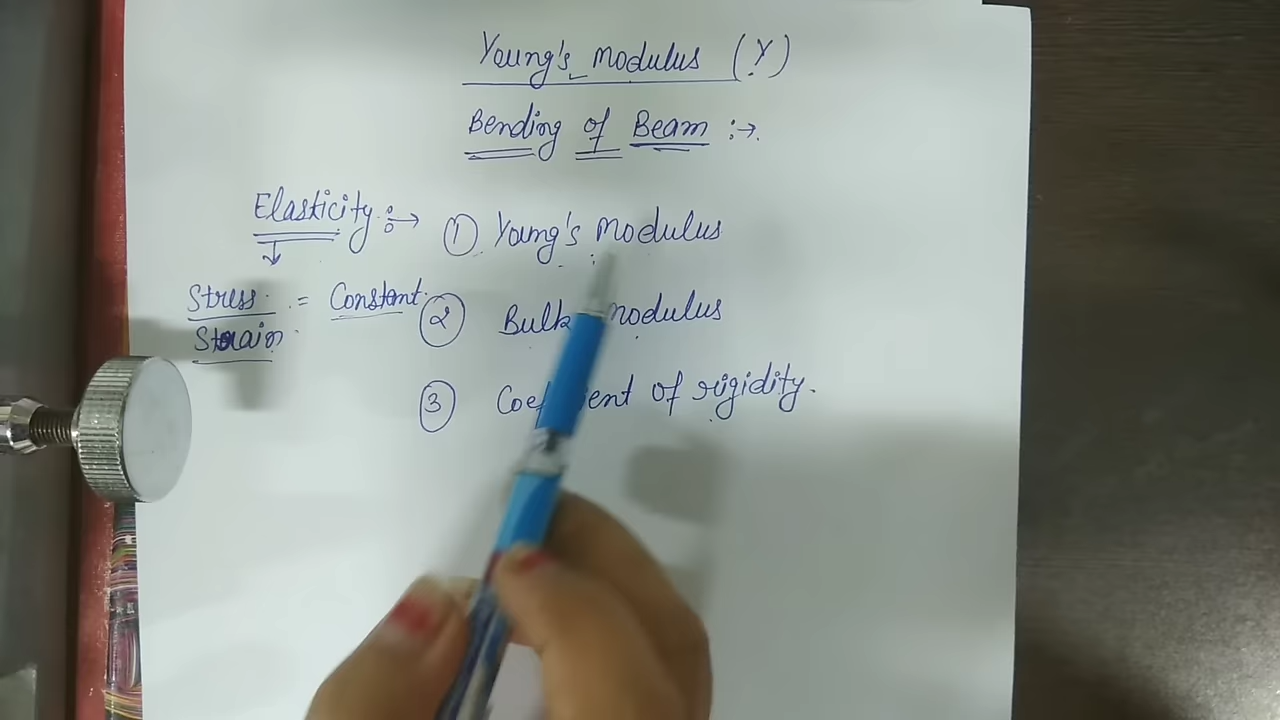 Young's modulus (Y)
Bending of Beam :→
Elasticity :→ ① Young's modulus
Stress = Constant.
Strain
② Bulk modulus
③ of rigidity.